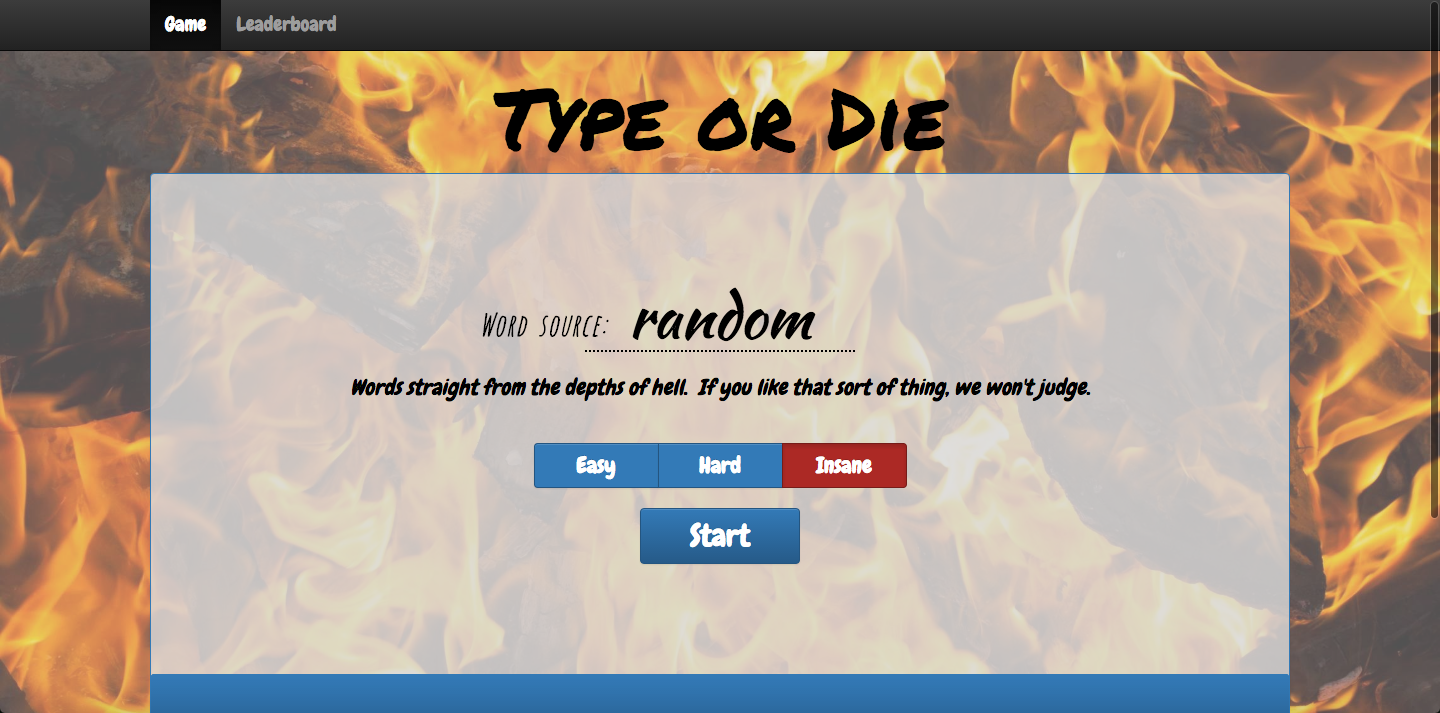 Game Leaderboard
Type or Die
Word source: random
Words straight from the depths of hell. If you like that sort of thing, we won't judge.
Easy Hard Insane
Start